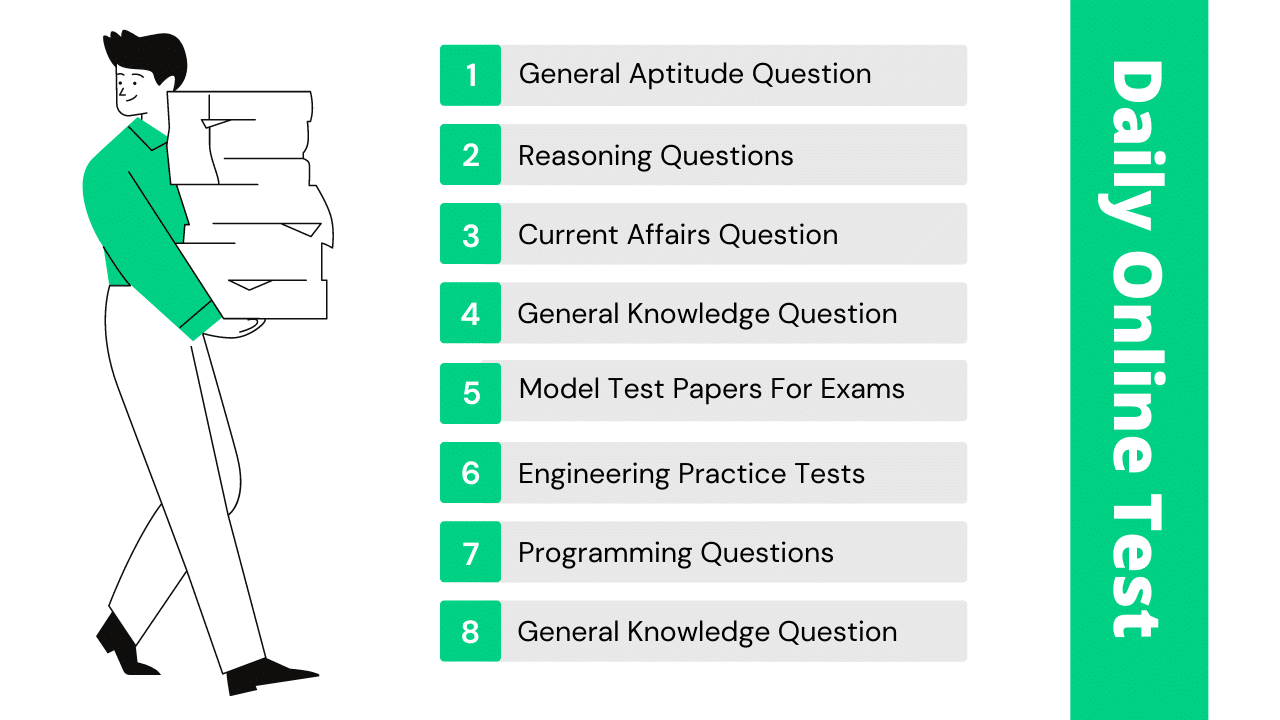 1 General Aptitude Question
2 Reasoning Questions
3 Current Affairs Question
4 General Knowledge Question
5 Model Test Papers For Exams
6 Engineering Practice Tests
7 Programming Questions
8 General Knowledge Question
Daily Online Test